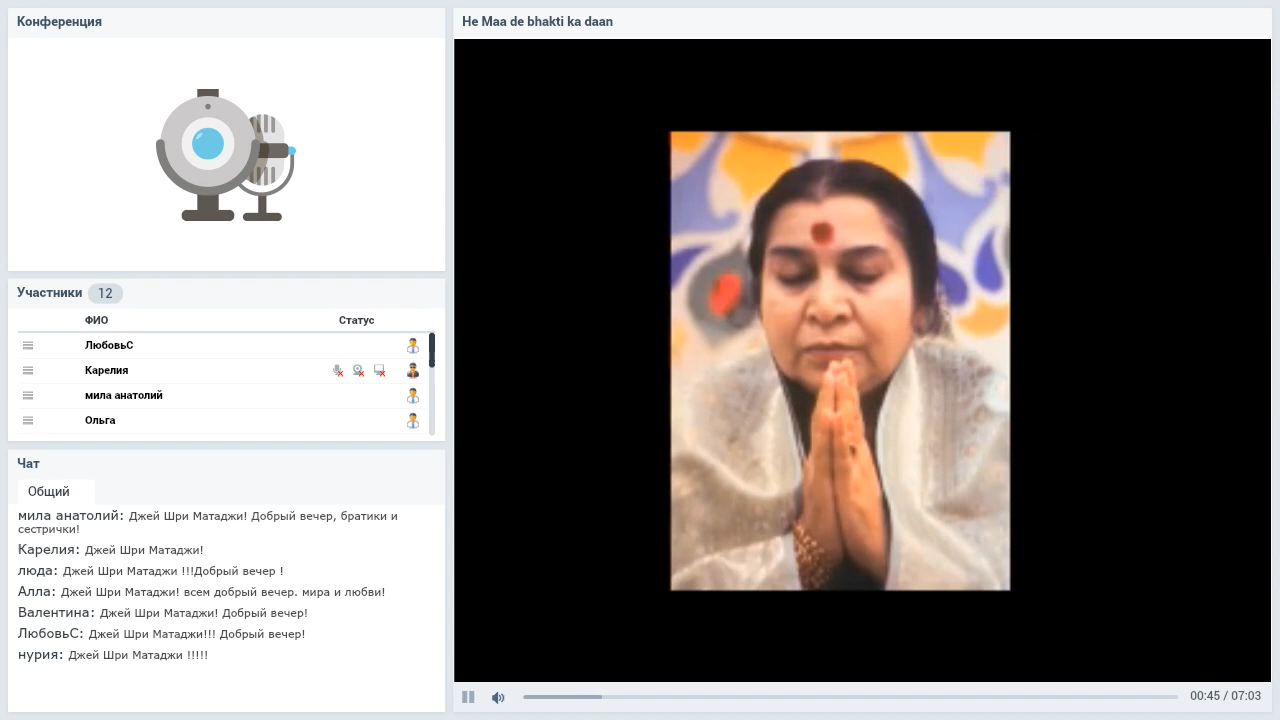 Конференция
He Maa de bhakti ka daan
Участники 12
ФИО Статус
ЛюбовьС
Карелия
мила анатолий
Ольга
Чат
Общий
мила анатолий: Джей Шри Матаджи! Добрый вечер, братики и
сестрички!
Карелия: Джей Шри Матаджи!
люда: Джей Шри Матаджи !!!Добрый вечер !
Алла: Джей Шри Матаджи! всем добрый вечер. мира и любви!
Валентина: Джей Шри Матаджи! Добрый вечер!
ЛюбовьС: Джей Шри Матаджи!!! Добрый вечер!
нурия: Джей Шри Матаджи !!!!!
00:45 / 07:03